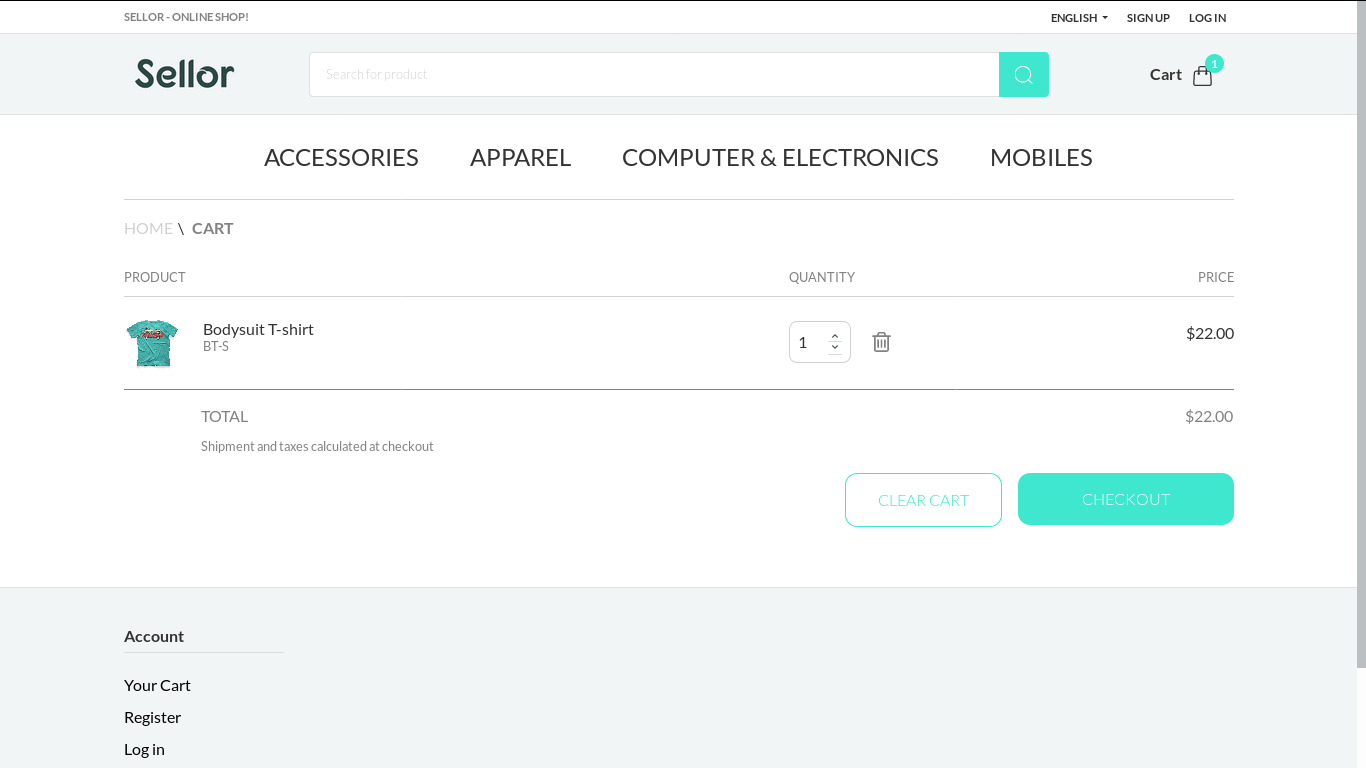 SELLOR - ONLINE SHOP!
ENGLISH SIGN UP LOG IN
Sellor
Search for product
Cart 1
ACCESSORIES APPAREL COMPUTER & ELECTRONICS MOBILES
HOME \ CART
PRODUCT QUANTITY PRICE
Bodysuit T-shirt
BT-S
1
$22.00
TOTAL $22.00
Shipment and taxes calculated at checkout
CLEAR CART CHECKOUT
Account
Your Cart
Register
Log in